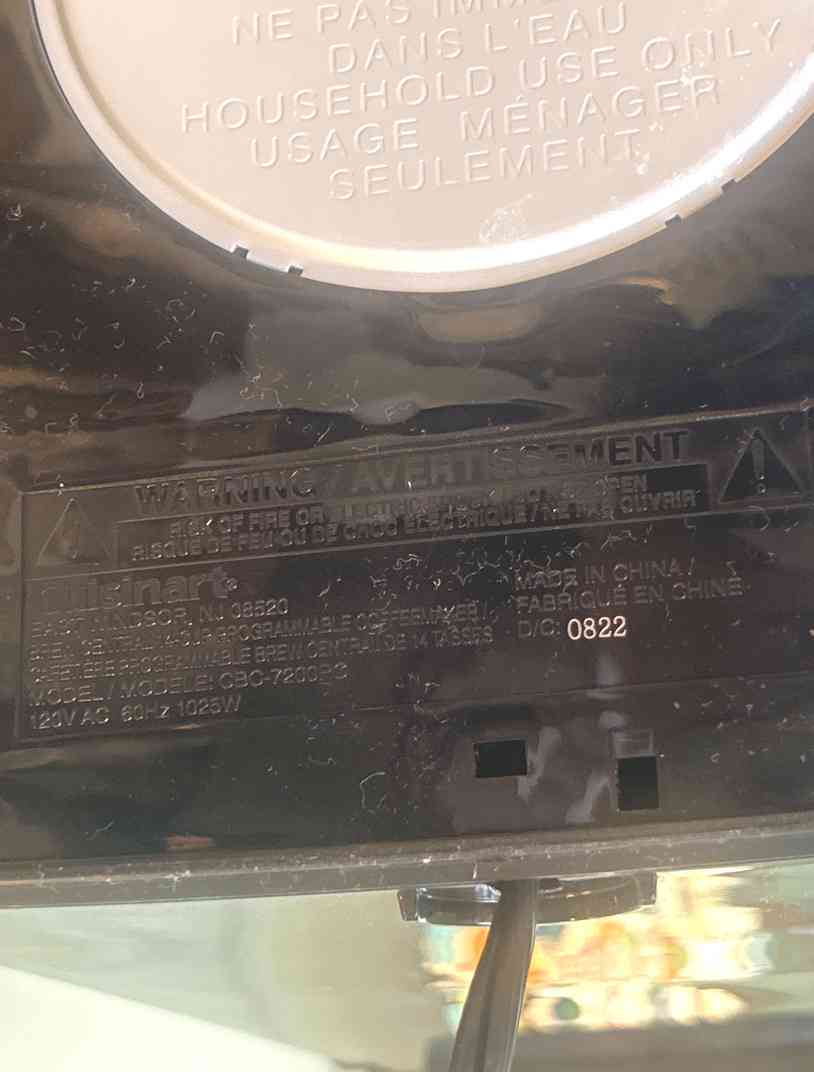 NE PAS
DANS L'EAU
HOUSEHOLD USE ONLY
USAGE MÉNAGER
SEULEMENT
WARNING / AVERTISSEMENT
RISK OF FIRE OR
RISQUE DE FEU OU DE CHOC ÉLECTRIQUE / NE PAS OUVRIR
Cuisinart
EAST WINDSOR, NJ 08520
BREW CENTRAL 14 CUP PROGRAMMABLE COFFEEMAKER /
CAFETIÈRE PROGRAMMABLE BREW CENTRAL DE 14 TASSES
MODEL / MODÈLE:
120V AC 60Hz 1025W
MADE IN CHINA /
FABRIQUÉ EN CHINE
D/C: 0822